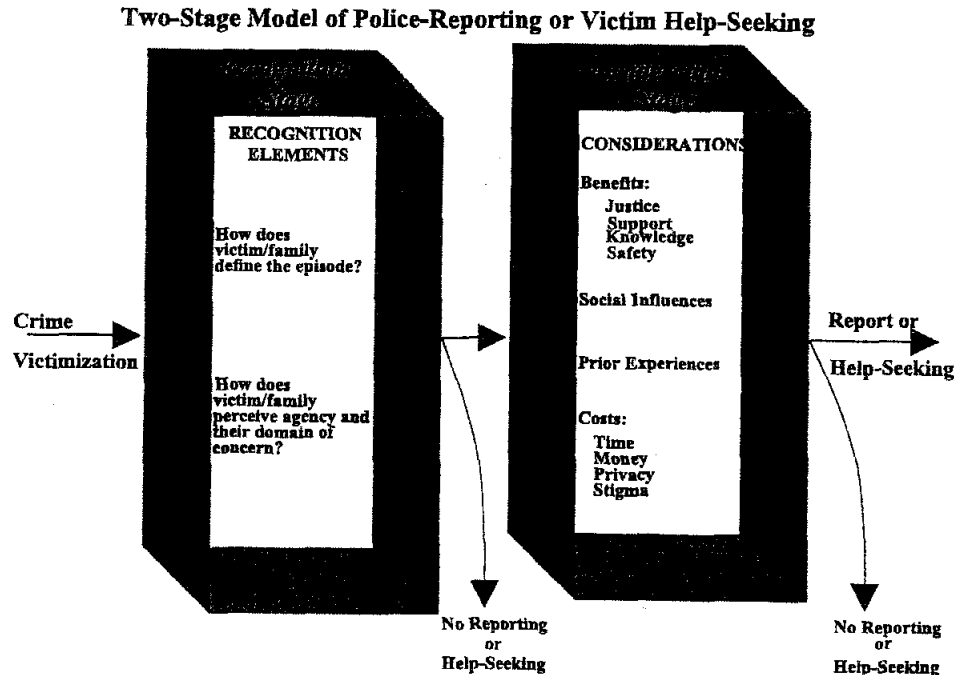 Two-Stage Model of Police-Reporting or Victim Help-Seeking
Recognition
Stage
RECOGNITION
ELEMENTS
How does
victim/family
define the episode?
How does
victim/family
perceive agency and
their domain of
concern?
Crime
Victimization
No Reporting
or
Help-Seeking
Stage
CONSIDERATIONS
Benefits:
Justice
Support
Knowledge
Safety
Social Influences
Prior Experiences
Costs:
Time
Money
Privacy
Stigma
Report or
Help-Seeking
No Reporting
or
Help-Seeking